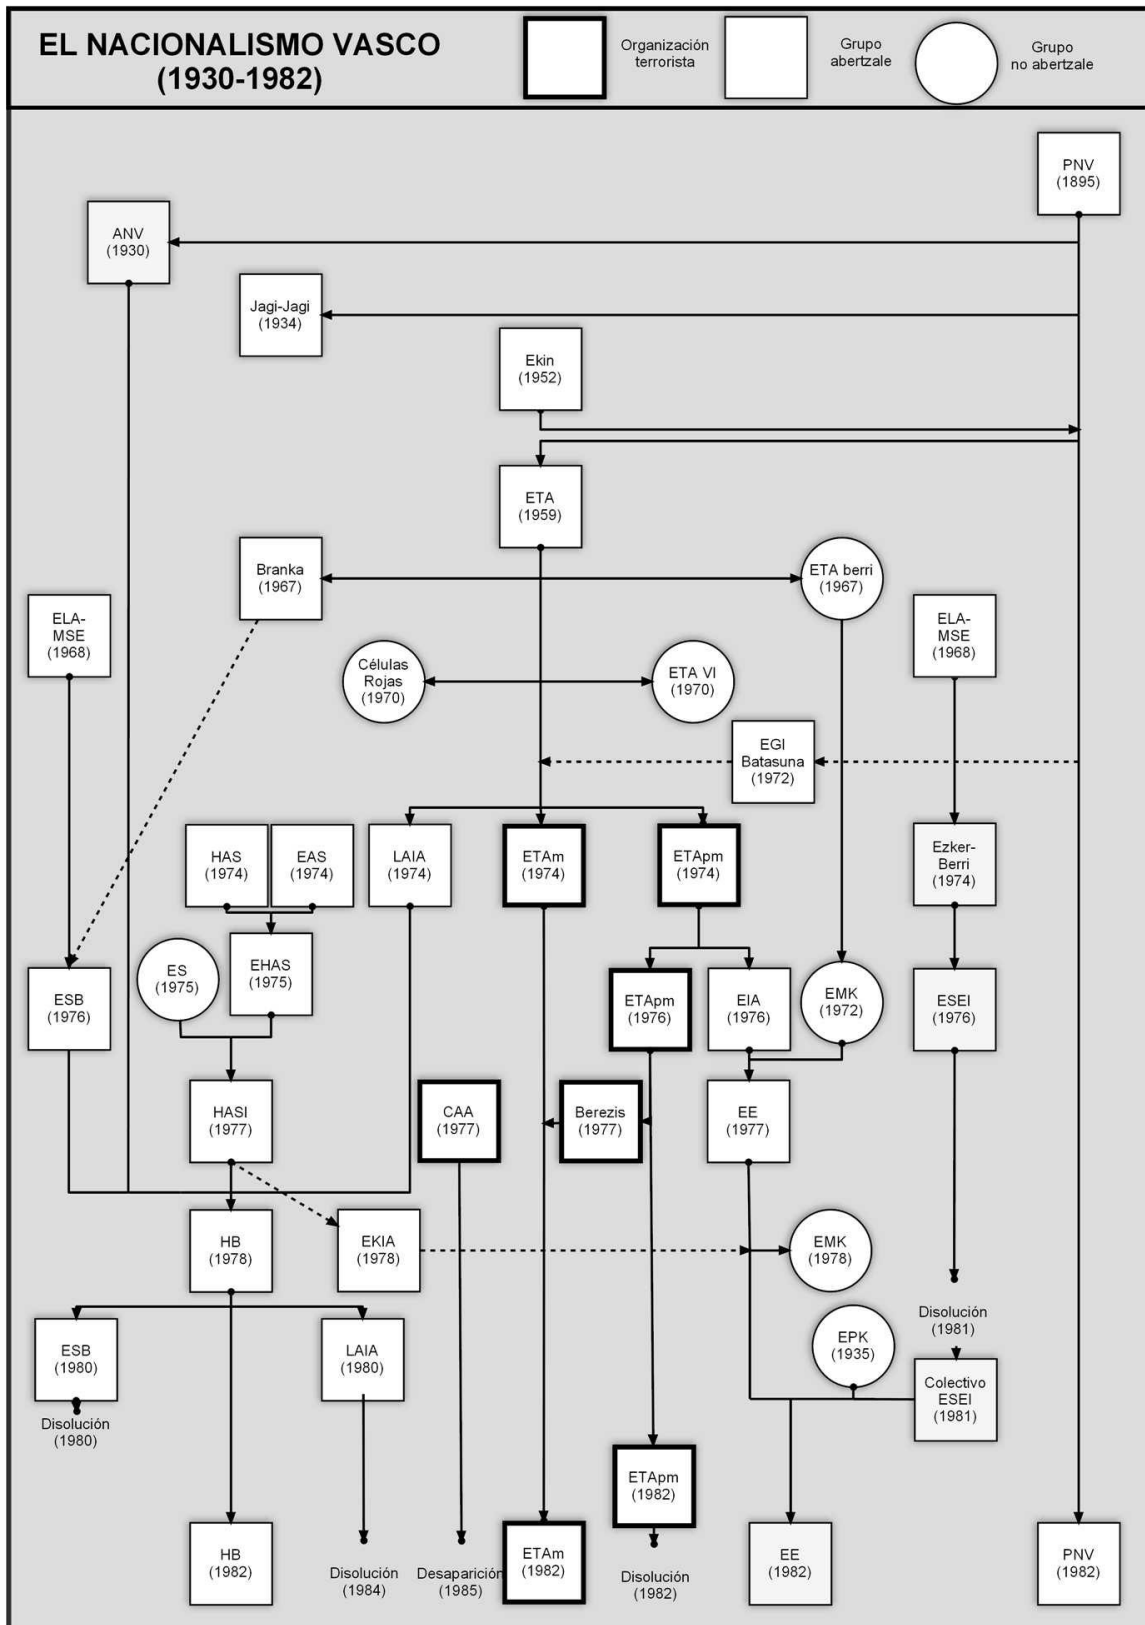 EL NACIONALISMO VASCO
(1930-1982)
Organización
terrorista
Grupo
abertzale
Grupo
no abertzale
PNV
(1895)
ANV
(1930)
Jagi-Jagi
(1934)
Ekin
(1952)
ETA
(1959)
Branka
(1967)
ETA berri
(1967)
ELA-
MSE
(1968)
ELA-
MSE
(1968)
Células
Rojas
(1970)
ETA VI
(1970)
EGI
Batasuna
(1972)
HAS
(1974)
EAS
(1974)
LAIA
(1974)
ETAm
(1974)
ETApm
(1974)
Ezker-
Berri
(1974)
ES
(1975)
EHAS
(1975)
ESB
(1976)
ETApm
(1976)
EIA
(1976)
EMK
(1972)
ESEI
(1976)
HASI
(1977)
CAA
(1977)
Berezis
(1977)
EE
(1977)
HB
(1978)
EKIA
(1978)
EMK
(1978)
Disolución
(1981)
ESB
(1980)
LAIA
(1980)
EPK
(1935)
Colectivo
ESEI
(1981)
Disolución
(1980)
ETApm
(1982)
HB
(1982)
Disolución
(1984)
Desaparición
(1985)
ETAm
(1982)
Disolución
(1982)
EE
(1982)
PNV
(1982)